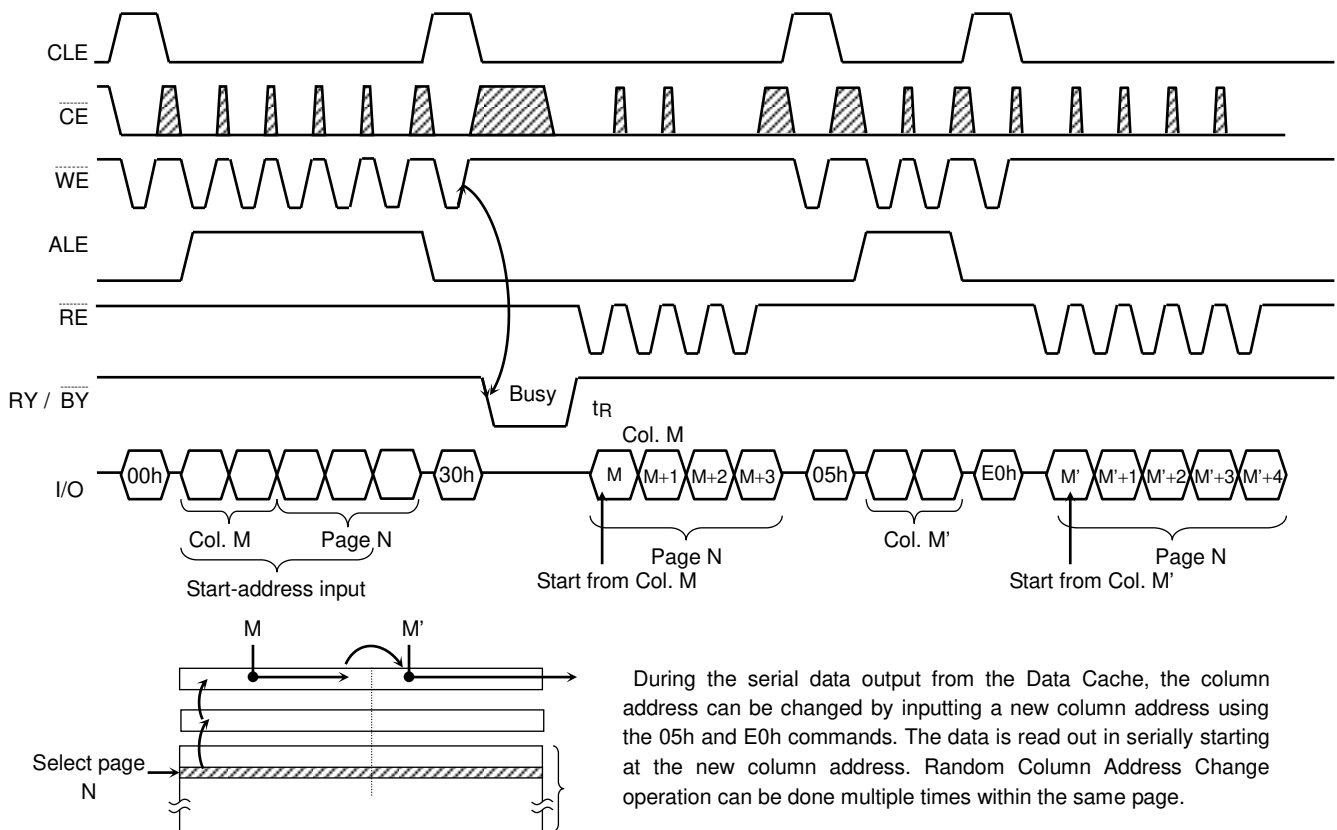 CLE
CE
WE
ALE
RE
RY / BY
Busy
tR
Col. M
I/O
00h
30h
M
M+1
M+2
M+3
05h
E0h
M'
M'+1
M'+2
M'+3
M'+4
Col. M
Page N
Start-address input
Page N
Start from Col. M
Col. M'
Page N
Start from Col. M'
M
M'
Select page
N
During the serial data output from the Data Cache, the column
address can be changed by inputting a new column address using
the 05h and E0h commands. The data is read out in serially starting
at the new column address. Random Column Address Change
operation can be done multiple times within the same page.